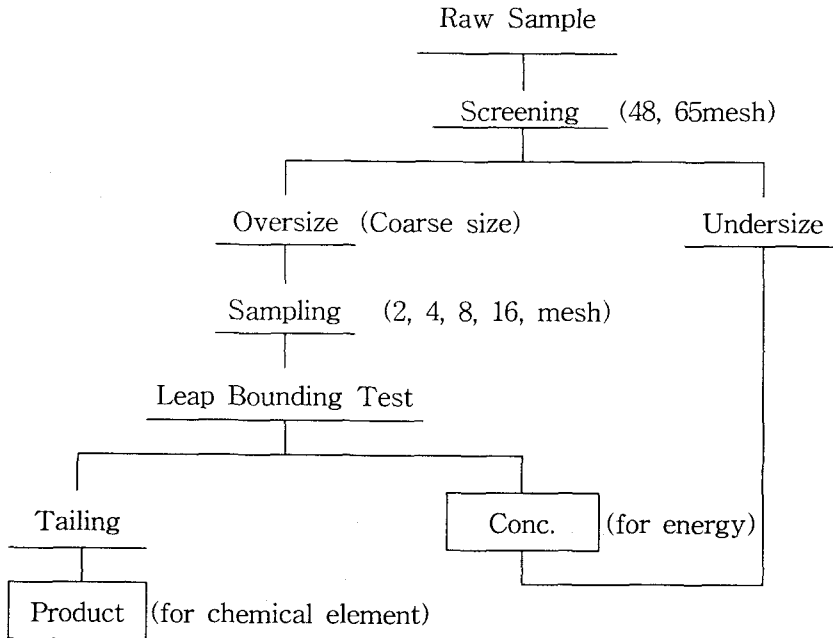 Raw Sample
Screening (48, 65mesh)
Oversize (Coarse size)
Undersize
Sampling (2, 4, 8, 16, mesh)
Leap Bounding Test
Tailing
Conc. (for energy)
Product (for chemical element)